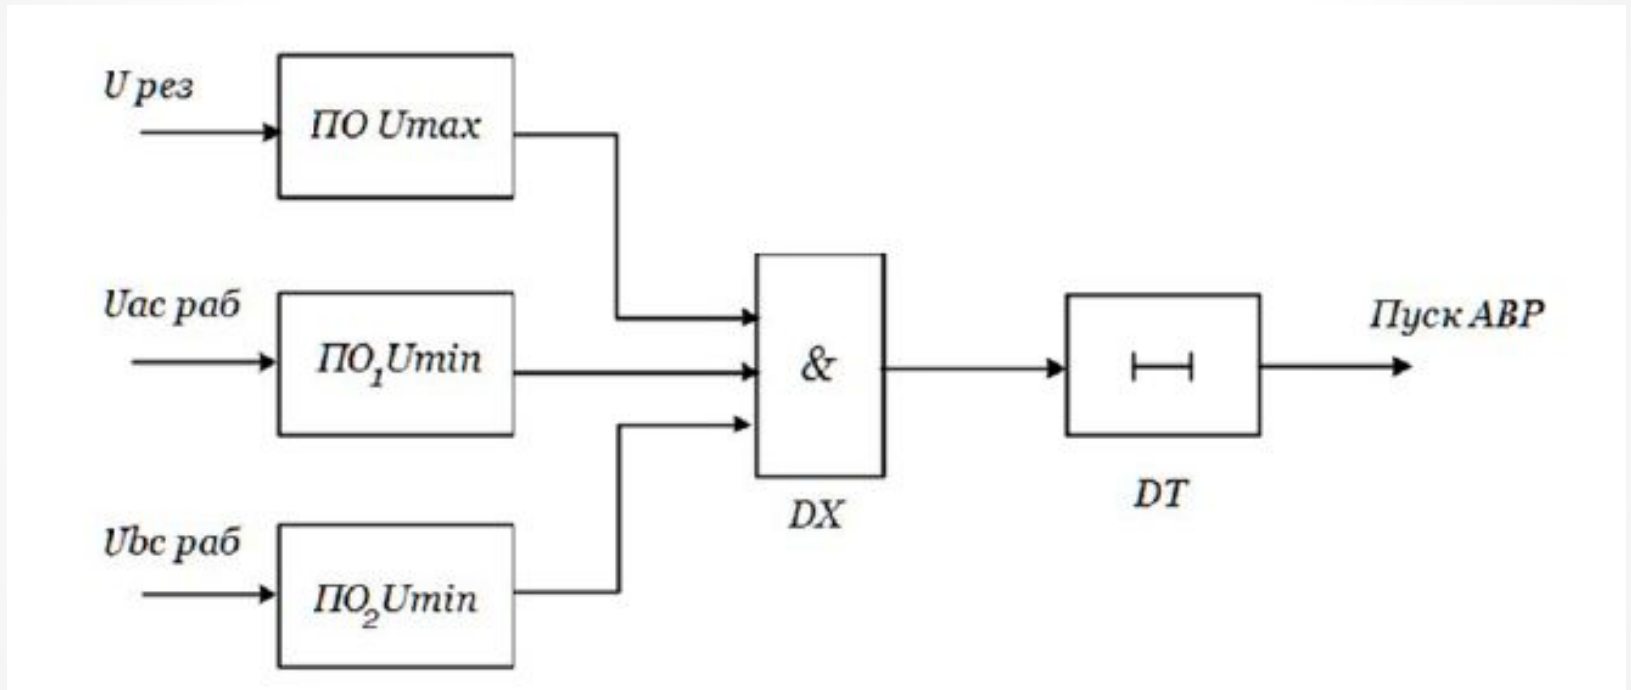 U рез
ПО Umax
Uac раб
ПО1Umin
&
Пуск АВР
DX
DT
Ubc раб
ПО2Umin